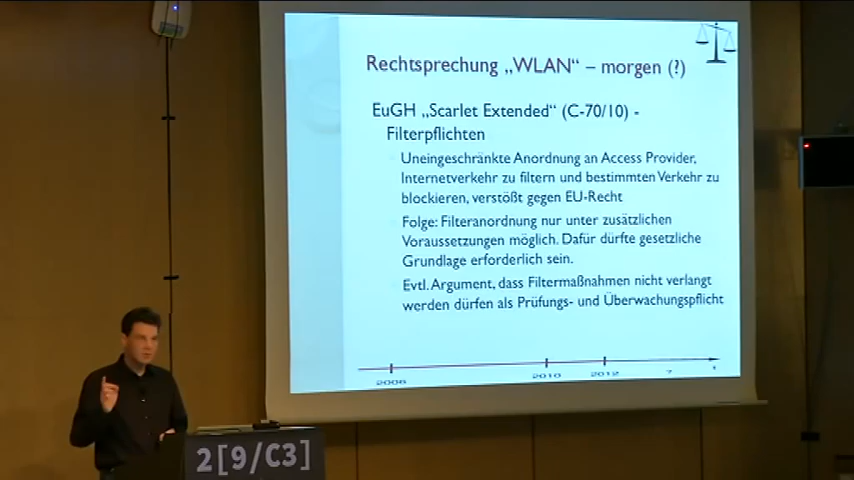 Rechtsprechung „WLAN“ – morgen (?)
EuGH „Scarlet Extended“ (C-70/10) -
Filterpflichten
Uneingeschränkte Anordnung an Access Provider,
Internetverkehr zu filtern und bestimmten Verkehr zu
blockieren, verstößt gegen EU-Recht
Folge: Filteranordnung nur unter zusätzlichen
Voraussetzungen möglich. Dafür dürfte gesetzliche
Grundlage erforderlich sein.
Evtl. Argument, dass Filtermaßnahmen nicht verlangt
werden dürfen als Prüfungs- und Überwachungspflicht
2006 2010 2012 ?
2[9/C3]